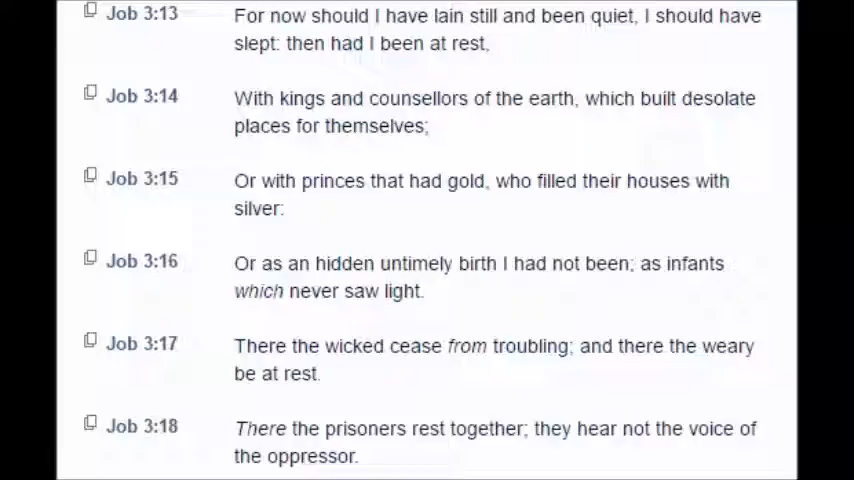 Job 3:13 For now should I have lain still and been quiet, I should have
slept: then had I been at rest,
Job 3:14 With kings and counsellors of the earth, which built desolate
places for themselves;
Job 3:15 Or with princes that had gold, who filled their houses with
silver:
Job 3:16 Or as an hidden untimely birth I had not been; as infants
which never saw light.
Job 3:17 There the wicked cease from troubling; and there the weary
be at rest.
Job 3:18 There the prisoners rest together; they hear not the voice of
the oppressor.